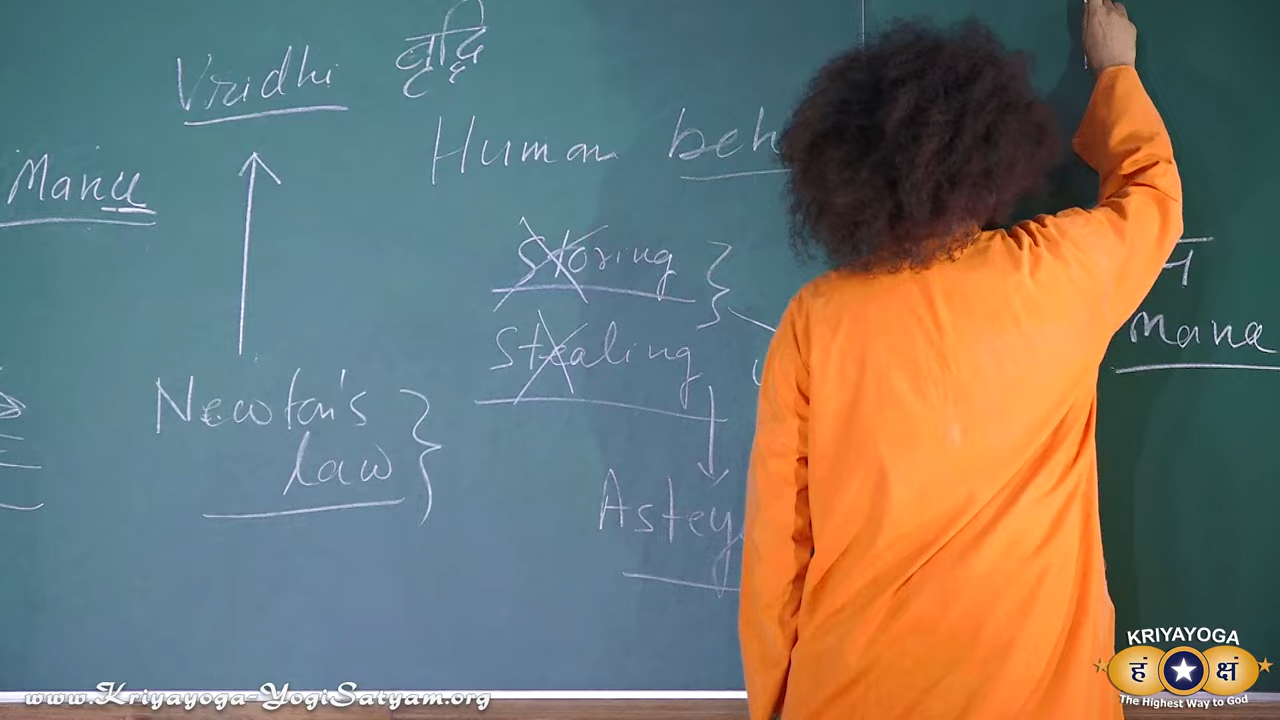 Vridhi वृद्धि
Human beh
Manu
Storing
Mana
Stealing
Newton's
law
Astey
KRIYAYOGA
हं क्षं
The Highest Way to God
www.Kriyayoga-YogiSatyam.org